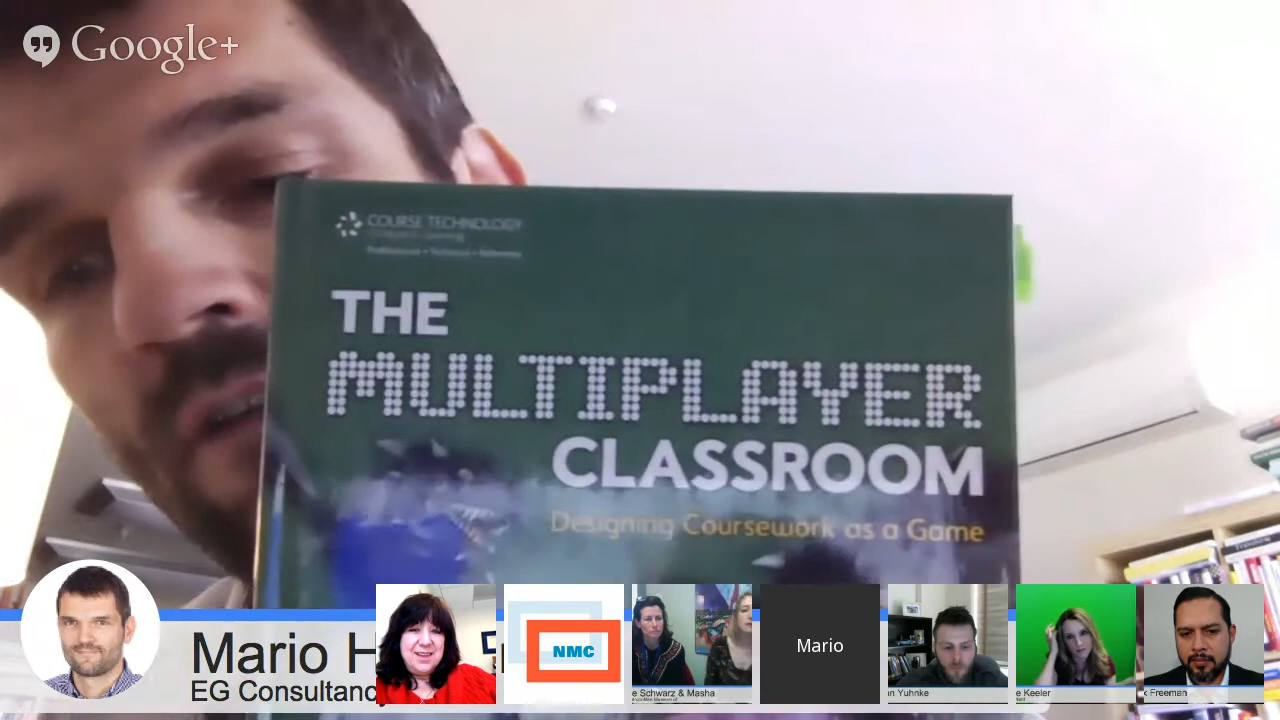 Google+
COURSE TECHNOLOGY
THE
MULTIPLAYER
CLASSROOM
Designing Coursework as a Game
Mario H
EG Consultancy
NMC
e Schwarz & Masha
Mario
n Yuhnke
e Keeler
Freeman